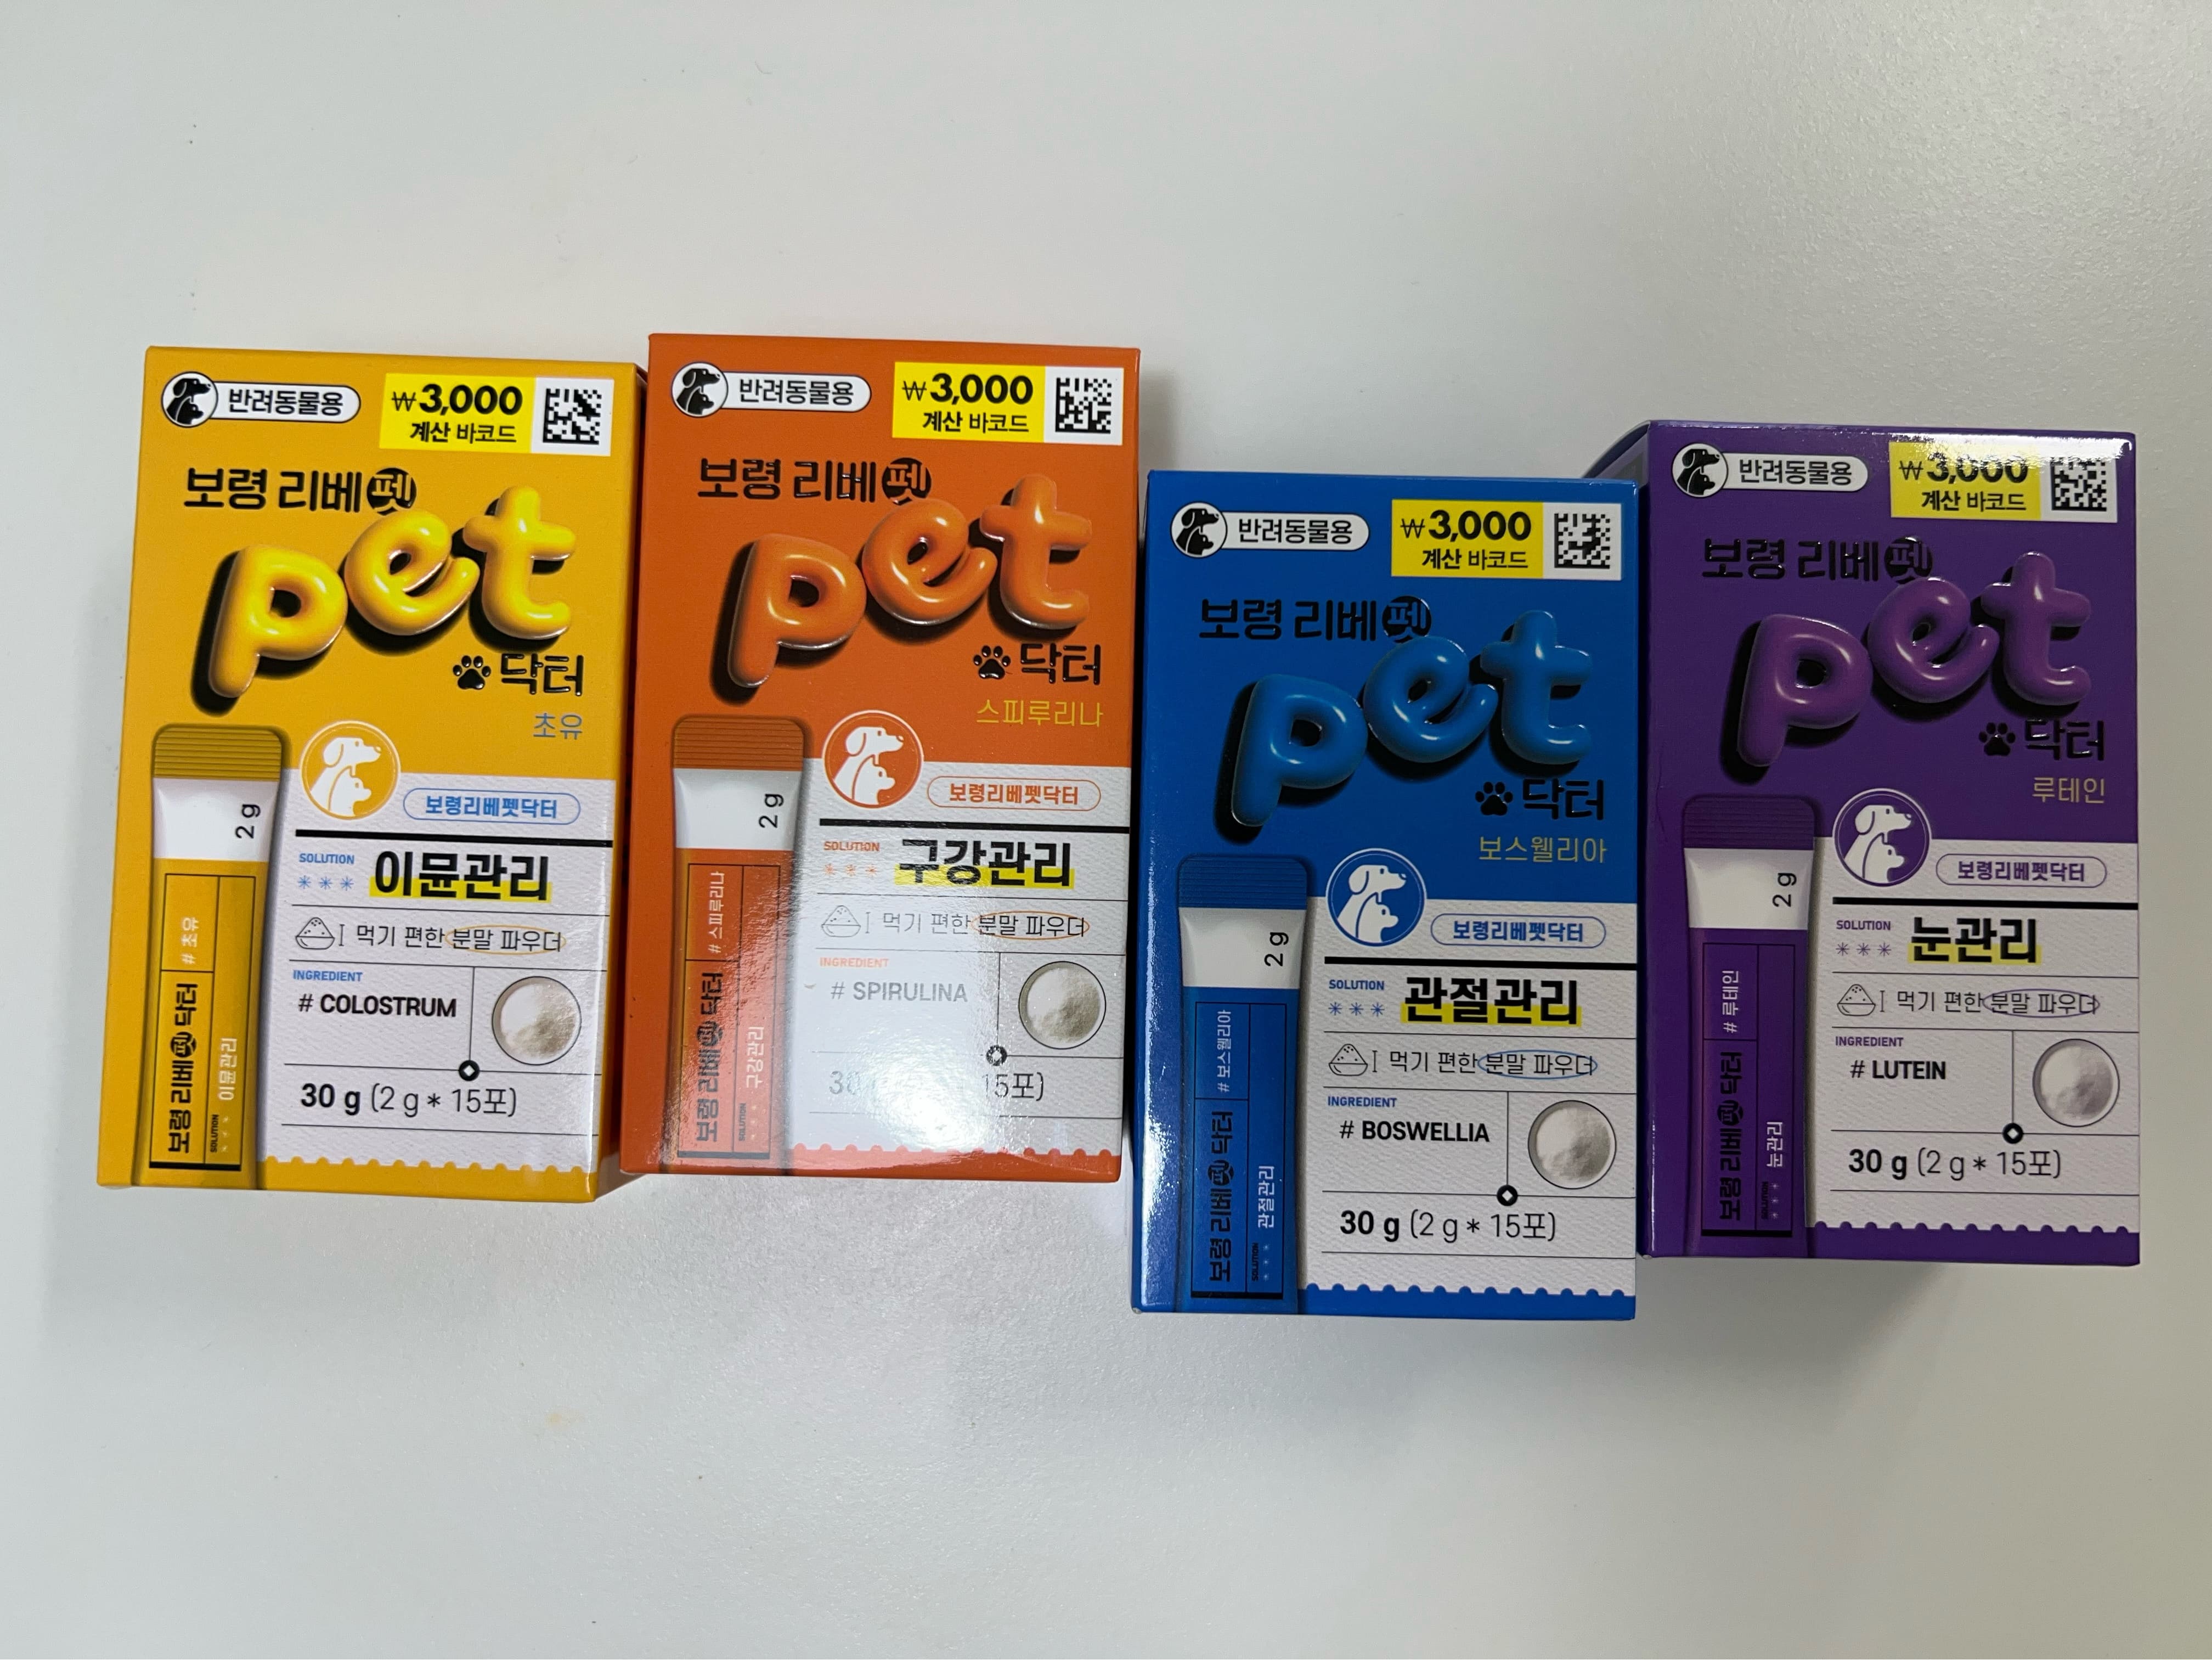 반려동물용
₩3,000
계산 바코드
보령 리베펫
pet
닥터
초유
2 g
# 초유
보령 리베펫 닥터
SOLUTION
이뮨관리
보령리베펫닥터
SOLUTION
이뮨관리
먹기 편한 분말 파우더
INGREDIENT
# COLOSTRUM
30 g (2 g * 15포)
반려동물용
₩3,000
계산 바코드
보령 리베펫
pet
닥터
스피루리나
2 g
# 스피루리나
보령 리베펫 닥터
SOLUTION
구강관리
보령리베펫닥터
SOLUTION
구강관리
먹기 편한 분말 파우더
INGREDIENT
# SPIRULINA
15포)
반려동물용
₩3,000
계산 바코드
보령 리베펫
pet
닥터
보스웰리아
2 g
# 보스웰리아
보령 리베펫 닥터
SOLUTION
관절관리
보령리베펫닥터
SOLUTION
관절관리
먹기 편한 분말 파우더
INGREDIENT
# BOSWELLIA
30 g (2 g * 15포)
반려동물용
₩3,000
계산 바코드
보령 리베펫
pet
닥터
루테인
2 g
# 루테인
보령 리베펫 닥터
SOLUTION
눈관리
보령리베펫닥터
SOLUTION
눈관리
먹기 편한 분말 파우더
INGREDIENT
# LUTEIN
30 g (2 g * 15포)